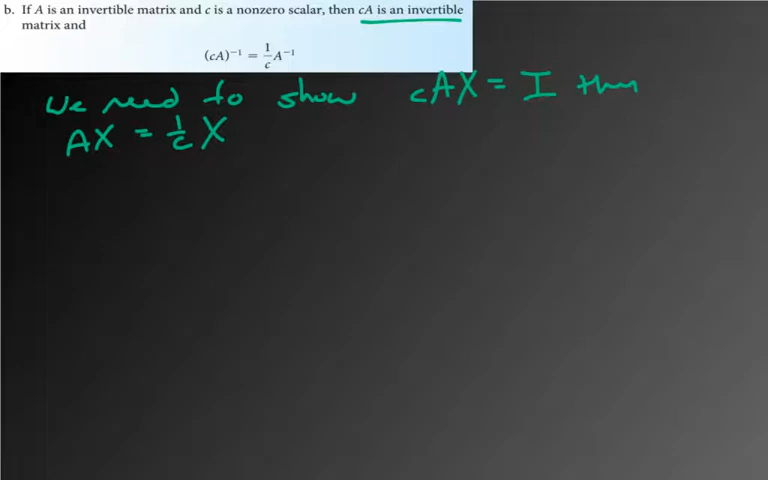 b. If A is an invertible matrix and c is a nonzero scalar, then cA is an invertible
matrix and
(cA)⁻¹ = 1/c A⁻¹
We need to show cAX = I then
AX = 1/c X